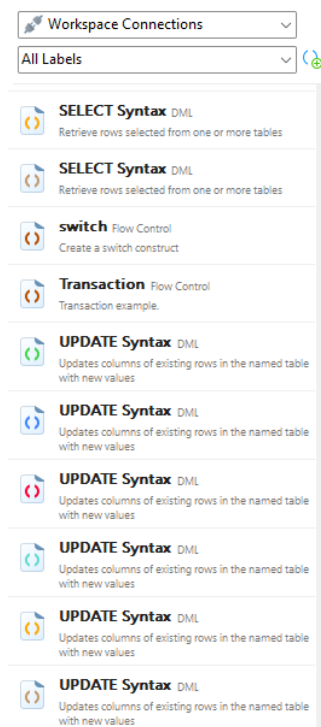 Workspace Connections
All Labels
SELECT Syntax DML
Retrieve rows selected from one or more tables
SELECT Syntax DML
Retrieve rows selected from one or more tables
switch Flow Control
Create a switch construct
Transaction Flow Control
Transaction example.
UPDATE Syntax DML
Updates columns of existing rows in the named table
with new values
UPDATE Syntax DML
Updates columns of existing rows in the named table
with new values
UPDATE Syntax DML
Updates columns of existing rows in the named table
with new values
UPDATE Syntax DML
Updates columns of existing rows in the named table
with new values
UPDATE Syntax DML
Updates columns of existing rows in the named table
with new values
UPDATE Syntax DML
Updates columns of existing rows in the named table
with new values